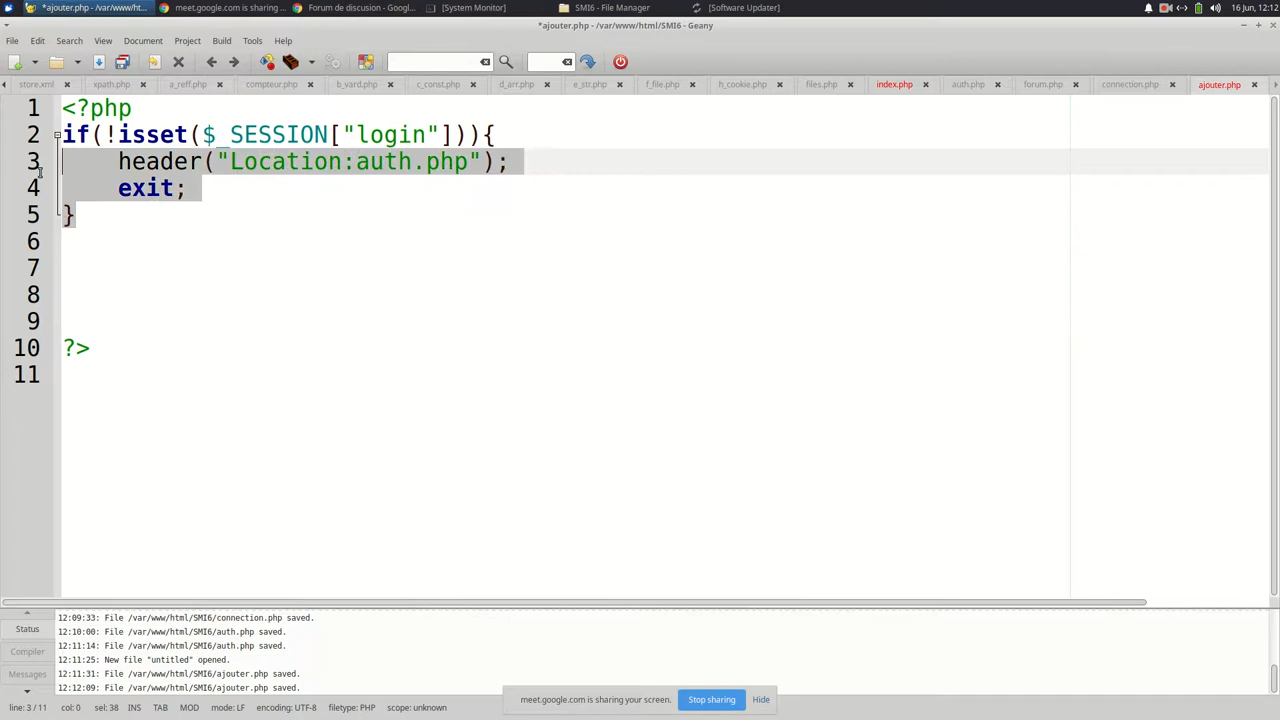 *ajouter.php - /var/www/ht...
meet.google.com is sharing ...
Forum de discusion - Googl...
[System Monitor]
SMI6 - File Manager
[Software Updater]
16 Jun, 12:12
*ajouter.php - /var/www/html/SMI6 - Geany
File Edit Search View Document Project Build Tools Help
store.xml xpath.php a_reff.php compteur.php b_vard.php c_const.php d_arr.php e_str.php f_file.php h_cookie.php files.php index.php auth.php forum.php connection.php ajouter.php
1 <?php
2 if(!isset($_SESSION["login"])){
3 header("Location:auth.php");
4 exit;
5 }
6
7
8
9
10 ?>
11
Status
Compiler
Messages
12:09:33: File /var/www/html/SMI6/connection.php saved.
12:10:00: File /var/www/html/SMI6/auth.php saved.
12:11:14: File /var/www/html/SMI6/auth.php saved.
12:11:25: New file "untitled" opened.
12:11:31: File /var/www/html/SMI6/ajouter.php saved.
12:12:09: File /var/www/html/SMI6/ajouter.php saved.
meet.google.com is sharing your screen. Stop sharing Hide
col: 0 sel: 38 INS TAB MOD mode: LF encoding: UTF-8 filetype: PHP scope: unknown